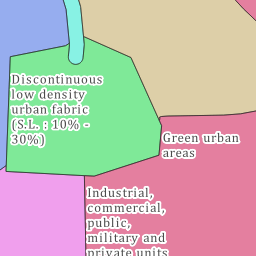 Discontinuous
low density
urban fabric
(S.L. : 10% -
30%)
Green urban
areas
Industrial,
commercial,
public,
military and
private units